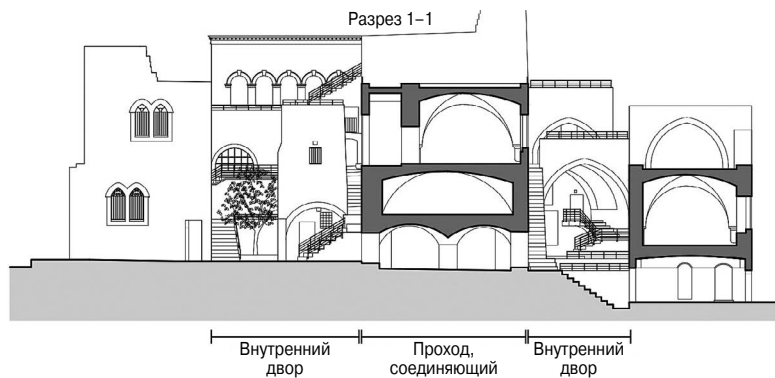 Разрез 1–1
Внутренний
двор
Проход,
соединяющий
Внутренний
двор